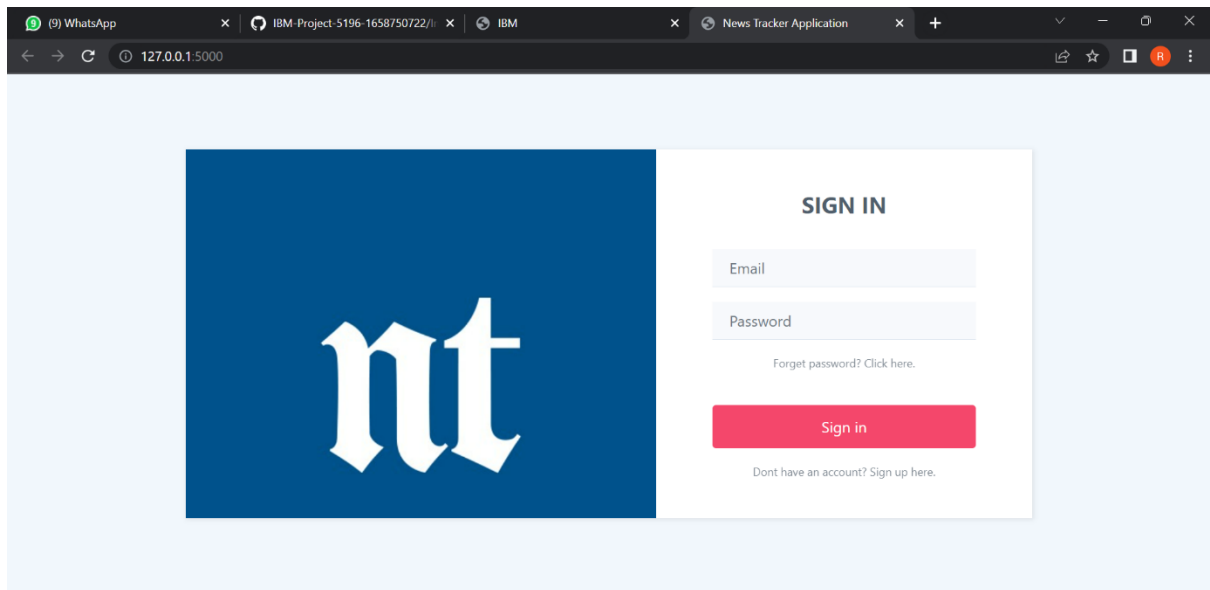 (9) WhatsApp
IBM-Project-5196-1658750722/
IBM
News Tracker Application
127.0.0.1:5000
R
nt
SIGN IN
Email
Password
Forget password? Click here.
Sign in
Dont have an account? Sign up here.